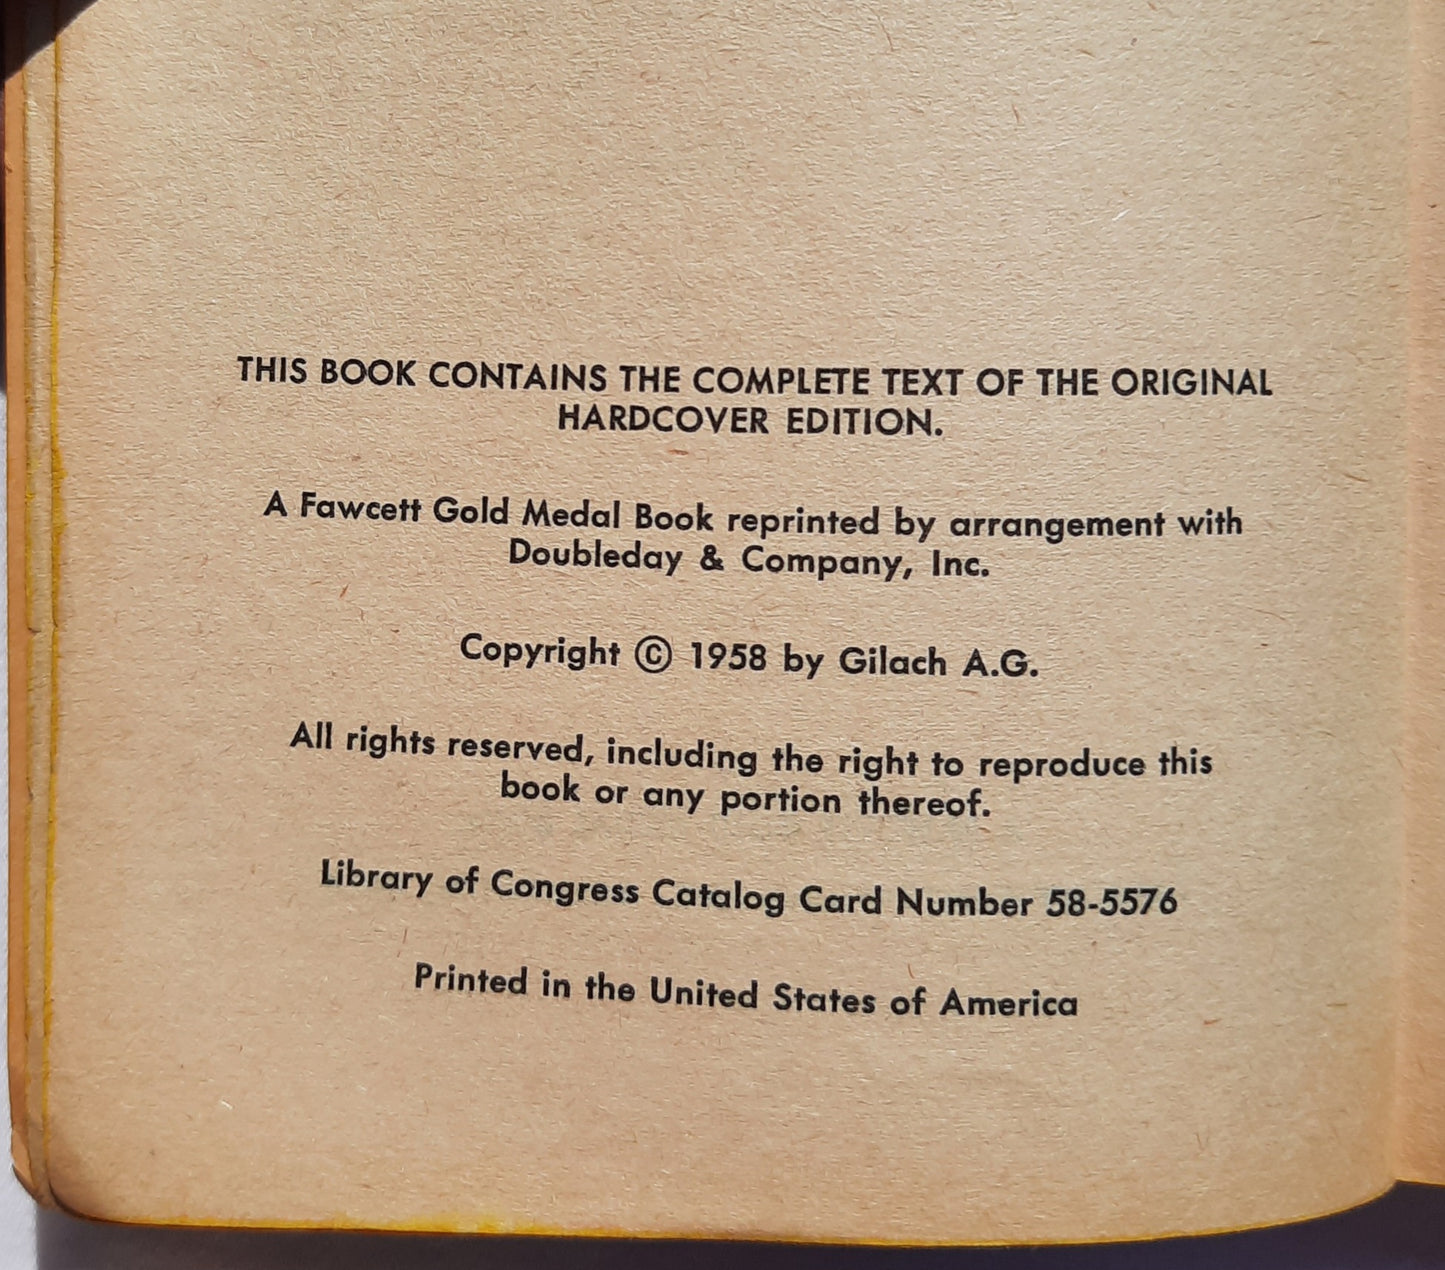 THIS BOOK CONTAINS THE COMPLETE TEXT OF THE ORIGINAL
HARDCOVER EDITION.
A Fawcett Gold Medal Book reprinted by arrangement with
Doubleday & Company, Inc.
Copyright © 1958 by Gilach A.G.
All rights reserved, including the right to reproduce this
book or any portion thereof.
Library of Congress Catalog Card Number 58-5576
Printed in the United States of America